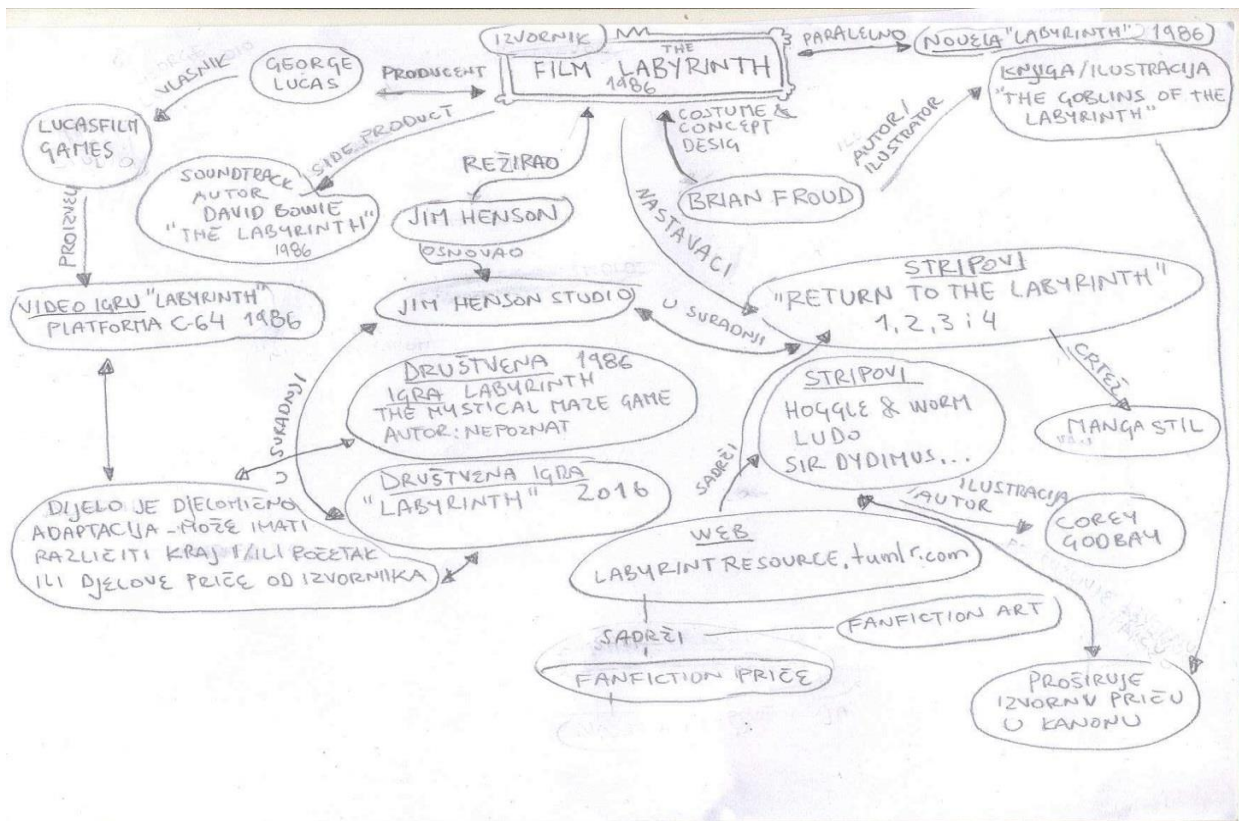 IZVORNIK
THE
FILM LABYRINTH
1986
PARALELNO
NOVELA "LABYRINTH" 1986
KNJIGA/ILUSTRACIJA
"THE GOBLINS OF THE
LABYRINTH"
VLASNIK
GEORGE
LUCAS
PRODUCENT
LUCASFILM
GAMES
SIDE PRODUCT
SOUNDTRACK
AUTOR
DAVID BOWIE
"THE LABYRINTH"
1986
REŽIRAO
COSTUME &
CONCEPT
DESIG
AUTOR/
ILUSTRATOR
BRIAN FROUD
JIM HENSON
OSNOVAO
NASTAVACI
PROIZVELI
VIDEO IGRU "LABYRINTH"
PLATFORMA C-64 1986
JIM HENSON STUDIO
U SURADNJI
STRIPOVI
"RETURN TO THE LABYRINTH"
1, 2, 3 i 4
CRTEŽ
MANGA STIL
U SURADNJI
DRUŠTVENA 1986
IGRA LABYRINTH
THE MYSTICAL MAZE GAME
AUTOR: NEPOZNAT
STRIPOVI
HOGGLE & WORM
LUDO
SIR DYDIMUS,...
SADRŽI
DRUŠTVENA IGRA
"LABYRINTH" 2016
ILUSTRACIJA
/AUTOR
COREY
GODBAY
DIJELO JE DJELOMIČNO
ADAPTACIJA - MOŽE IMATI
RAZLIČITI KRAJ I/ILI POČETAK
ILI DJELOVE PRIČE OD IZVORNIKA
WEB
LABYRINTRESOURCE.tumlr.com
SADRŽI
FANFICTION ART
FANFICTION PRIČE
PROŠIRUJE
IZVORNU PRIČU
U KANONU